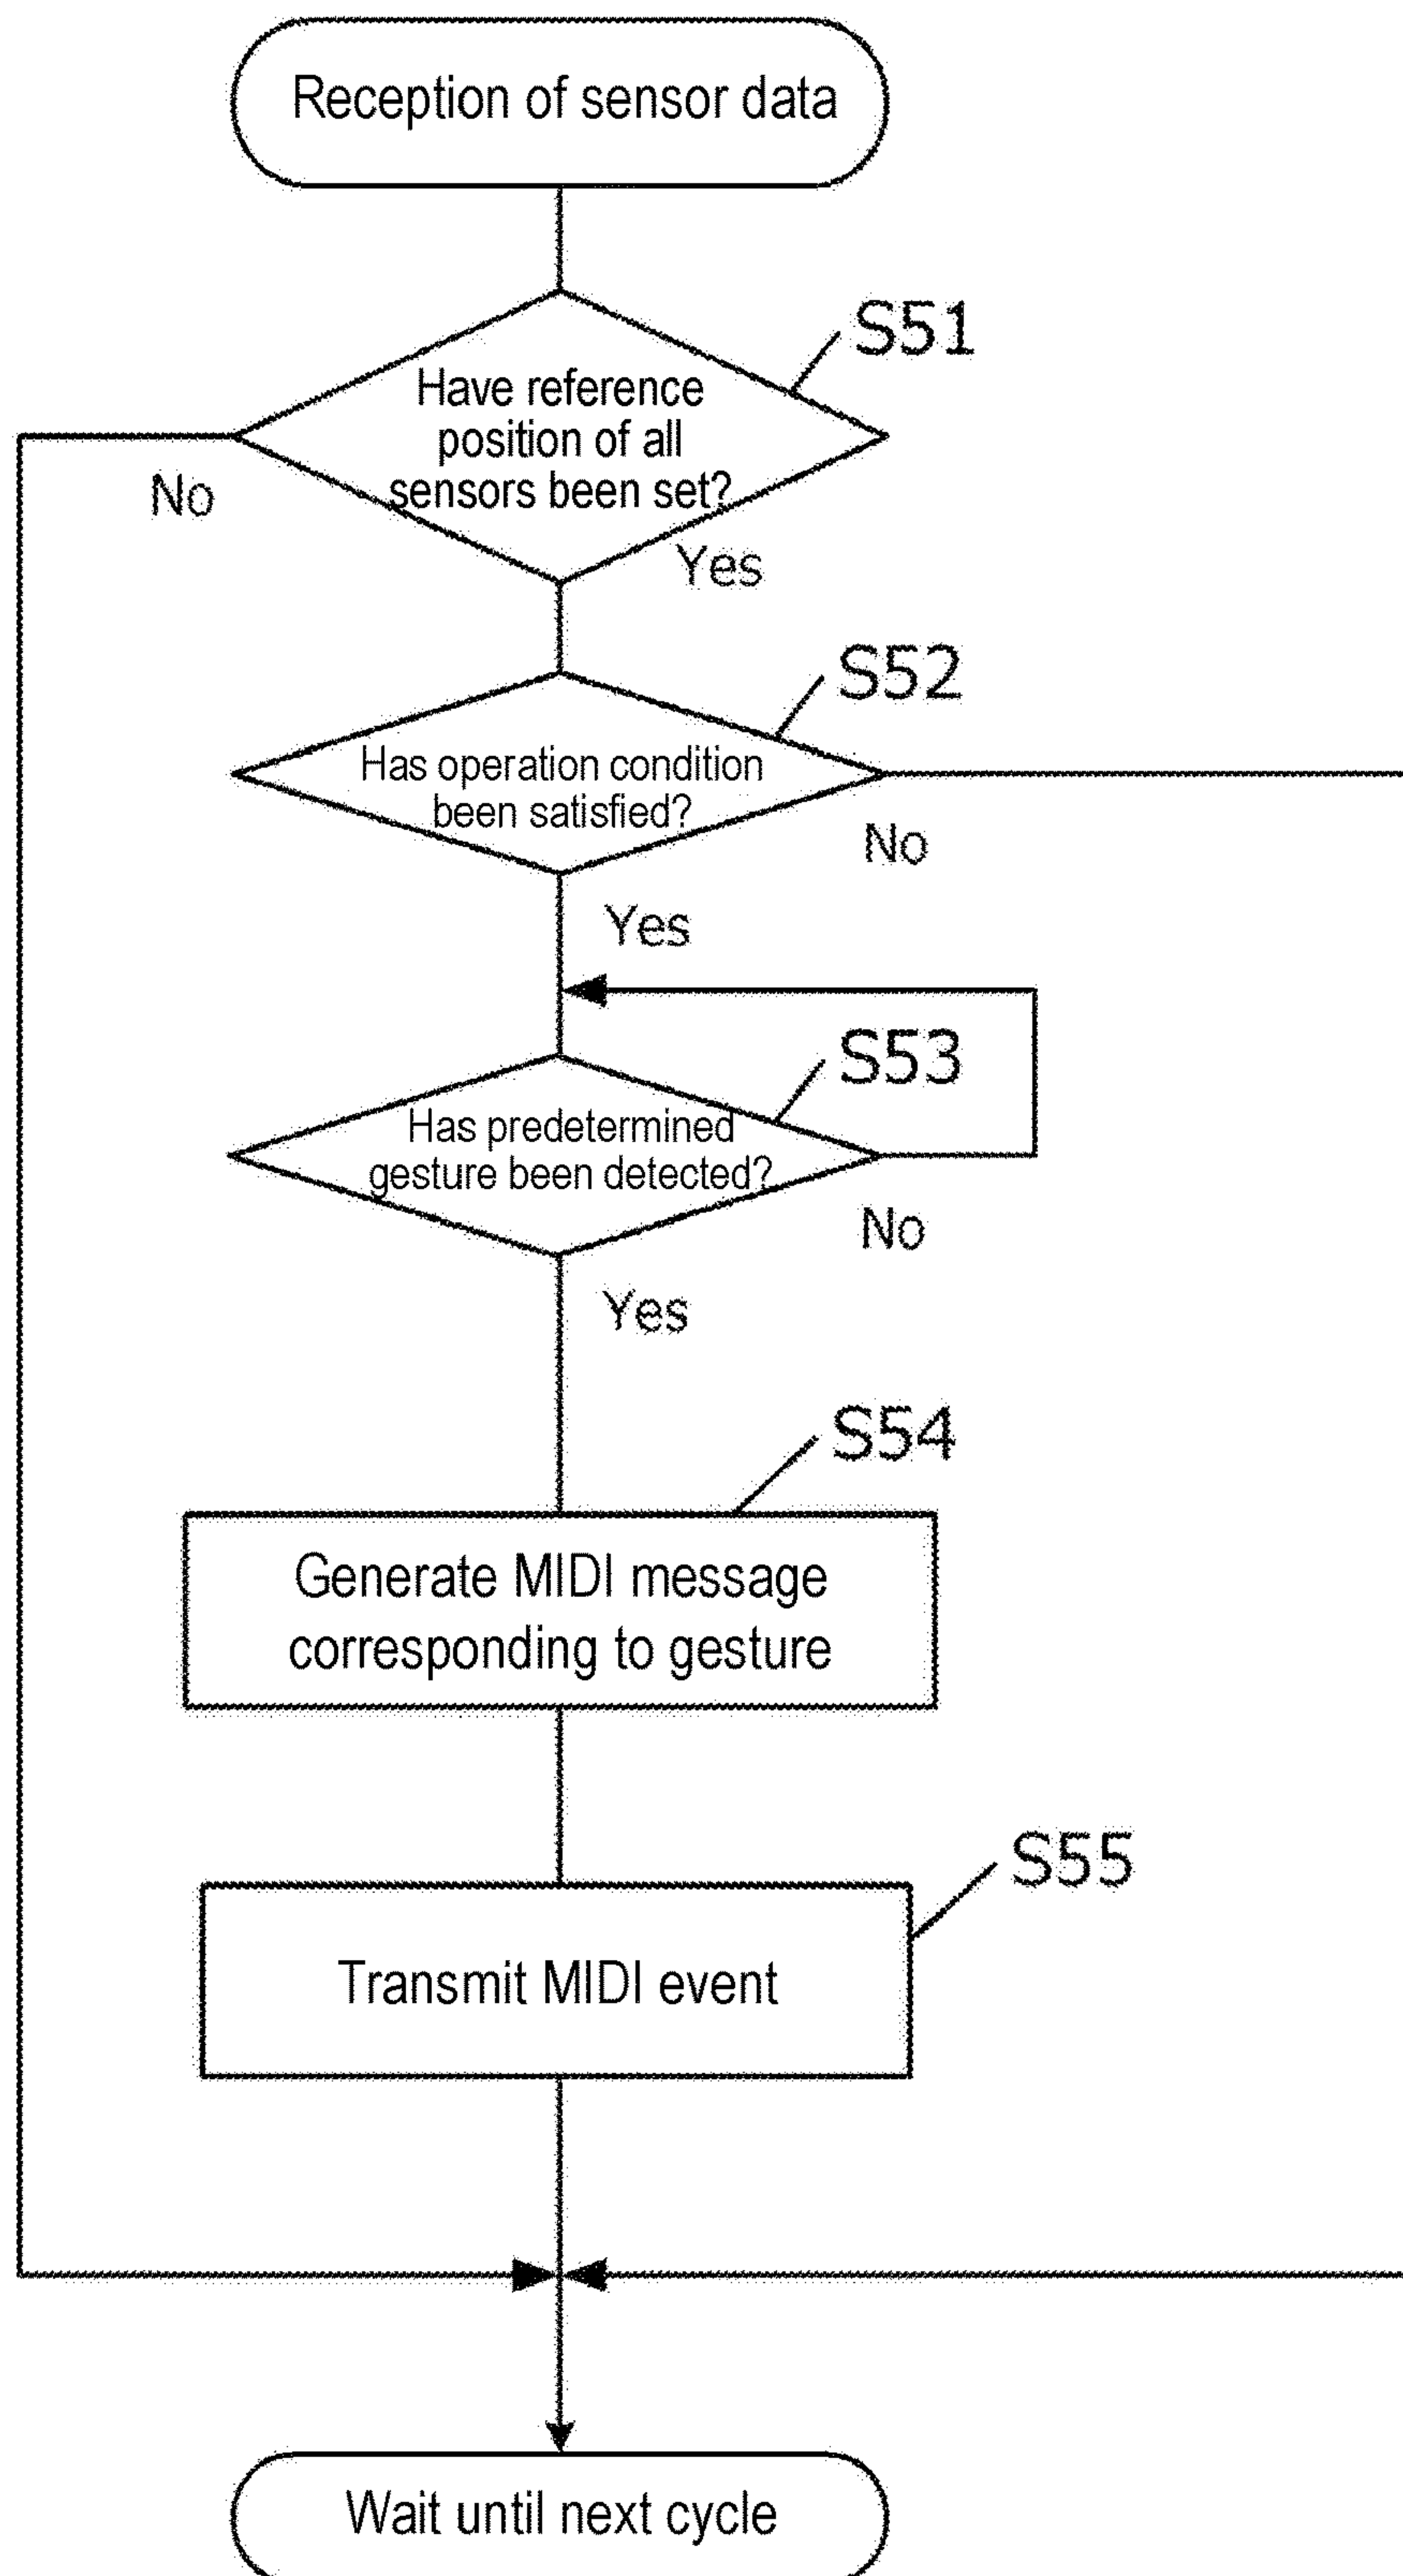 Reception of sensor data
S51
Have reference
position of all
sensors been set?
No
Yes
S52
Has operation condition
been satisfied?
No
Yes
S53
Has predetermined
gesture been detected?
No
Yes
S54
Generate MIDI message
corresponding to gesture
S55
Transmit MIDI event
Wait until next cycle